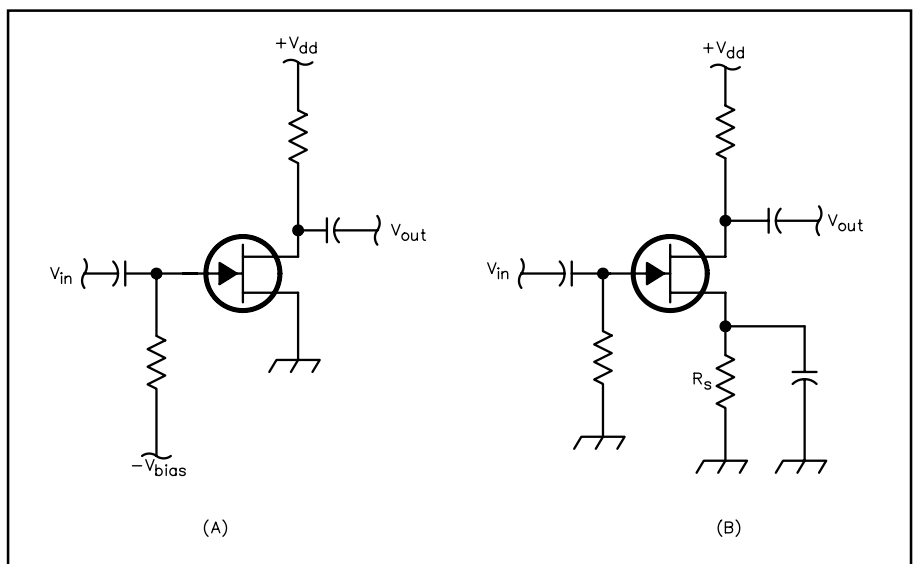 +Vdd
Vin
Vout
−Vbias
(A)
+Vdd
Vin
Vout
Rs
(B)